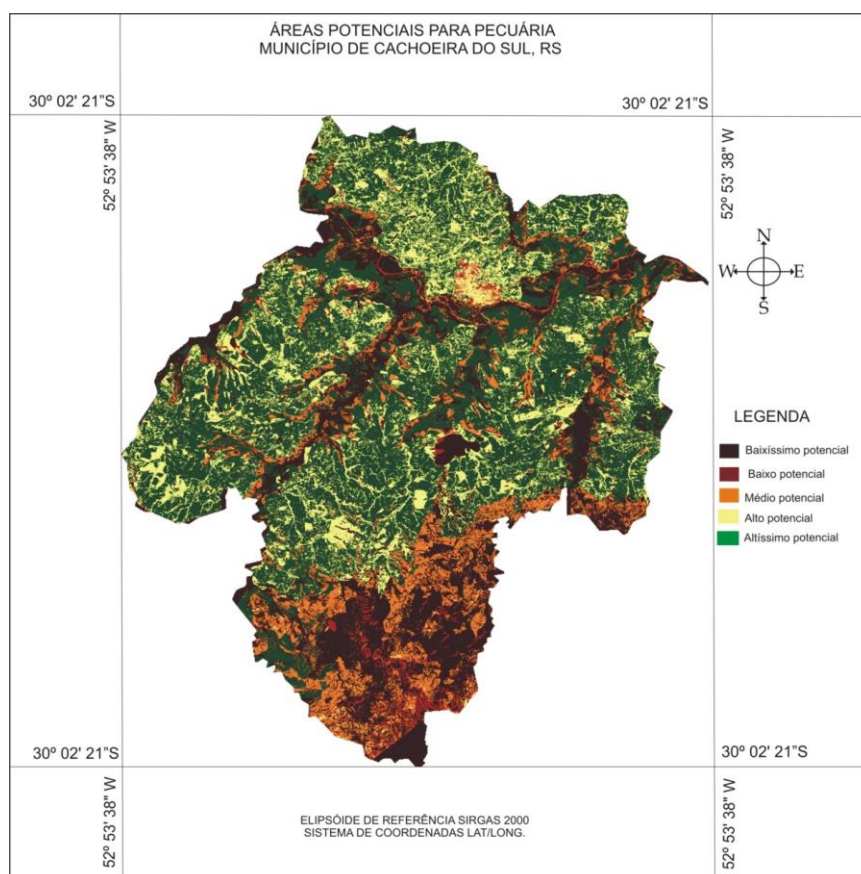 ÁREAS POTENCIAIS PARA PECUÁRIA
MUNICÍPIO DE CACHOEIRA DO SUL, RS
30º 02' 21"S
30º 02' 21"S
52º 53' 38" W
52º 53' 38" W
N
W
E
S
LEGENDA
Baixíssimo potencial
Baixo potencial
Médio potencial
Alto potencial
Altíssimo potencial
30º 02' 21"S
30º 02' 21"S
52º 53' 38" W
52º 53' 38" W
ELIPSÓIDE DE REFERÊNCIA SIRGAS 2000
SISTEMA DE COORDENADAS LAT/LONG.